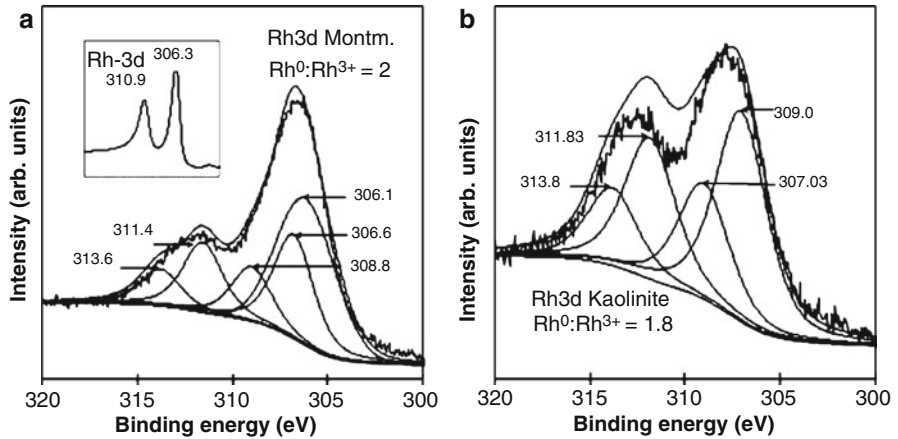 a
Intensity (arb. units)
Rh-3d
306.3
310.9
Rh3d Montm.
Rh⁰:Rh³⁺ = 2
306.1
311.4
306.6
313.6
308.8
320
315
310
305
300
Binding energy (eV)
b
Intensity (arb. units)
309.0
311.83
313.8
307.03
Rh3d Kaolinite
Rh⁰:Rh³⁺ = 1.8
320
315
310
305
300
Binding energy (eV)